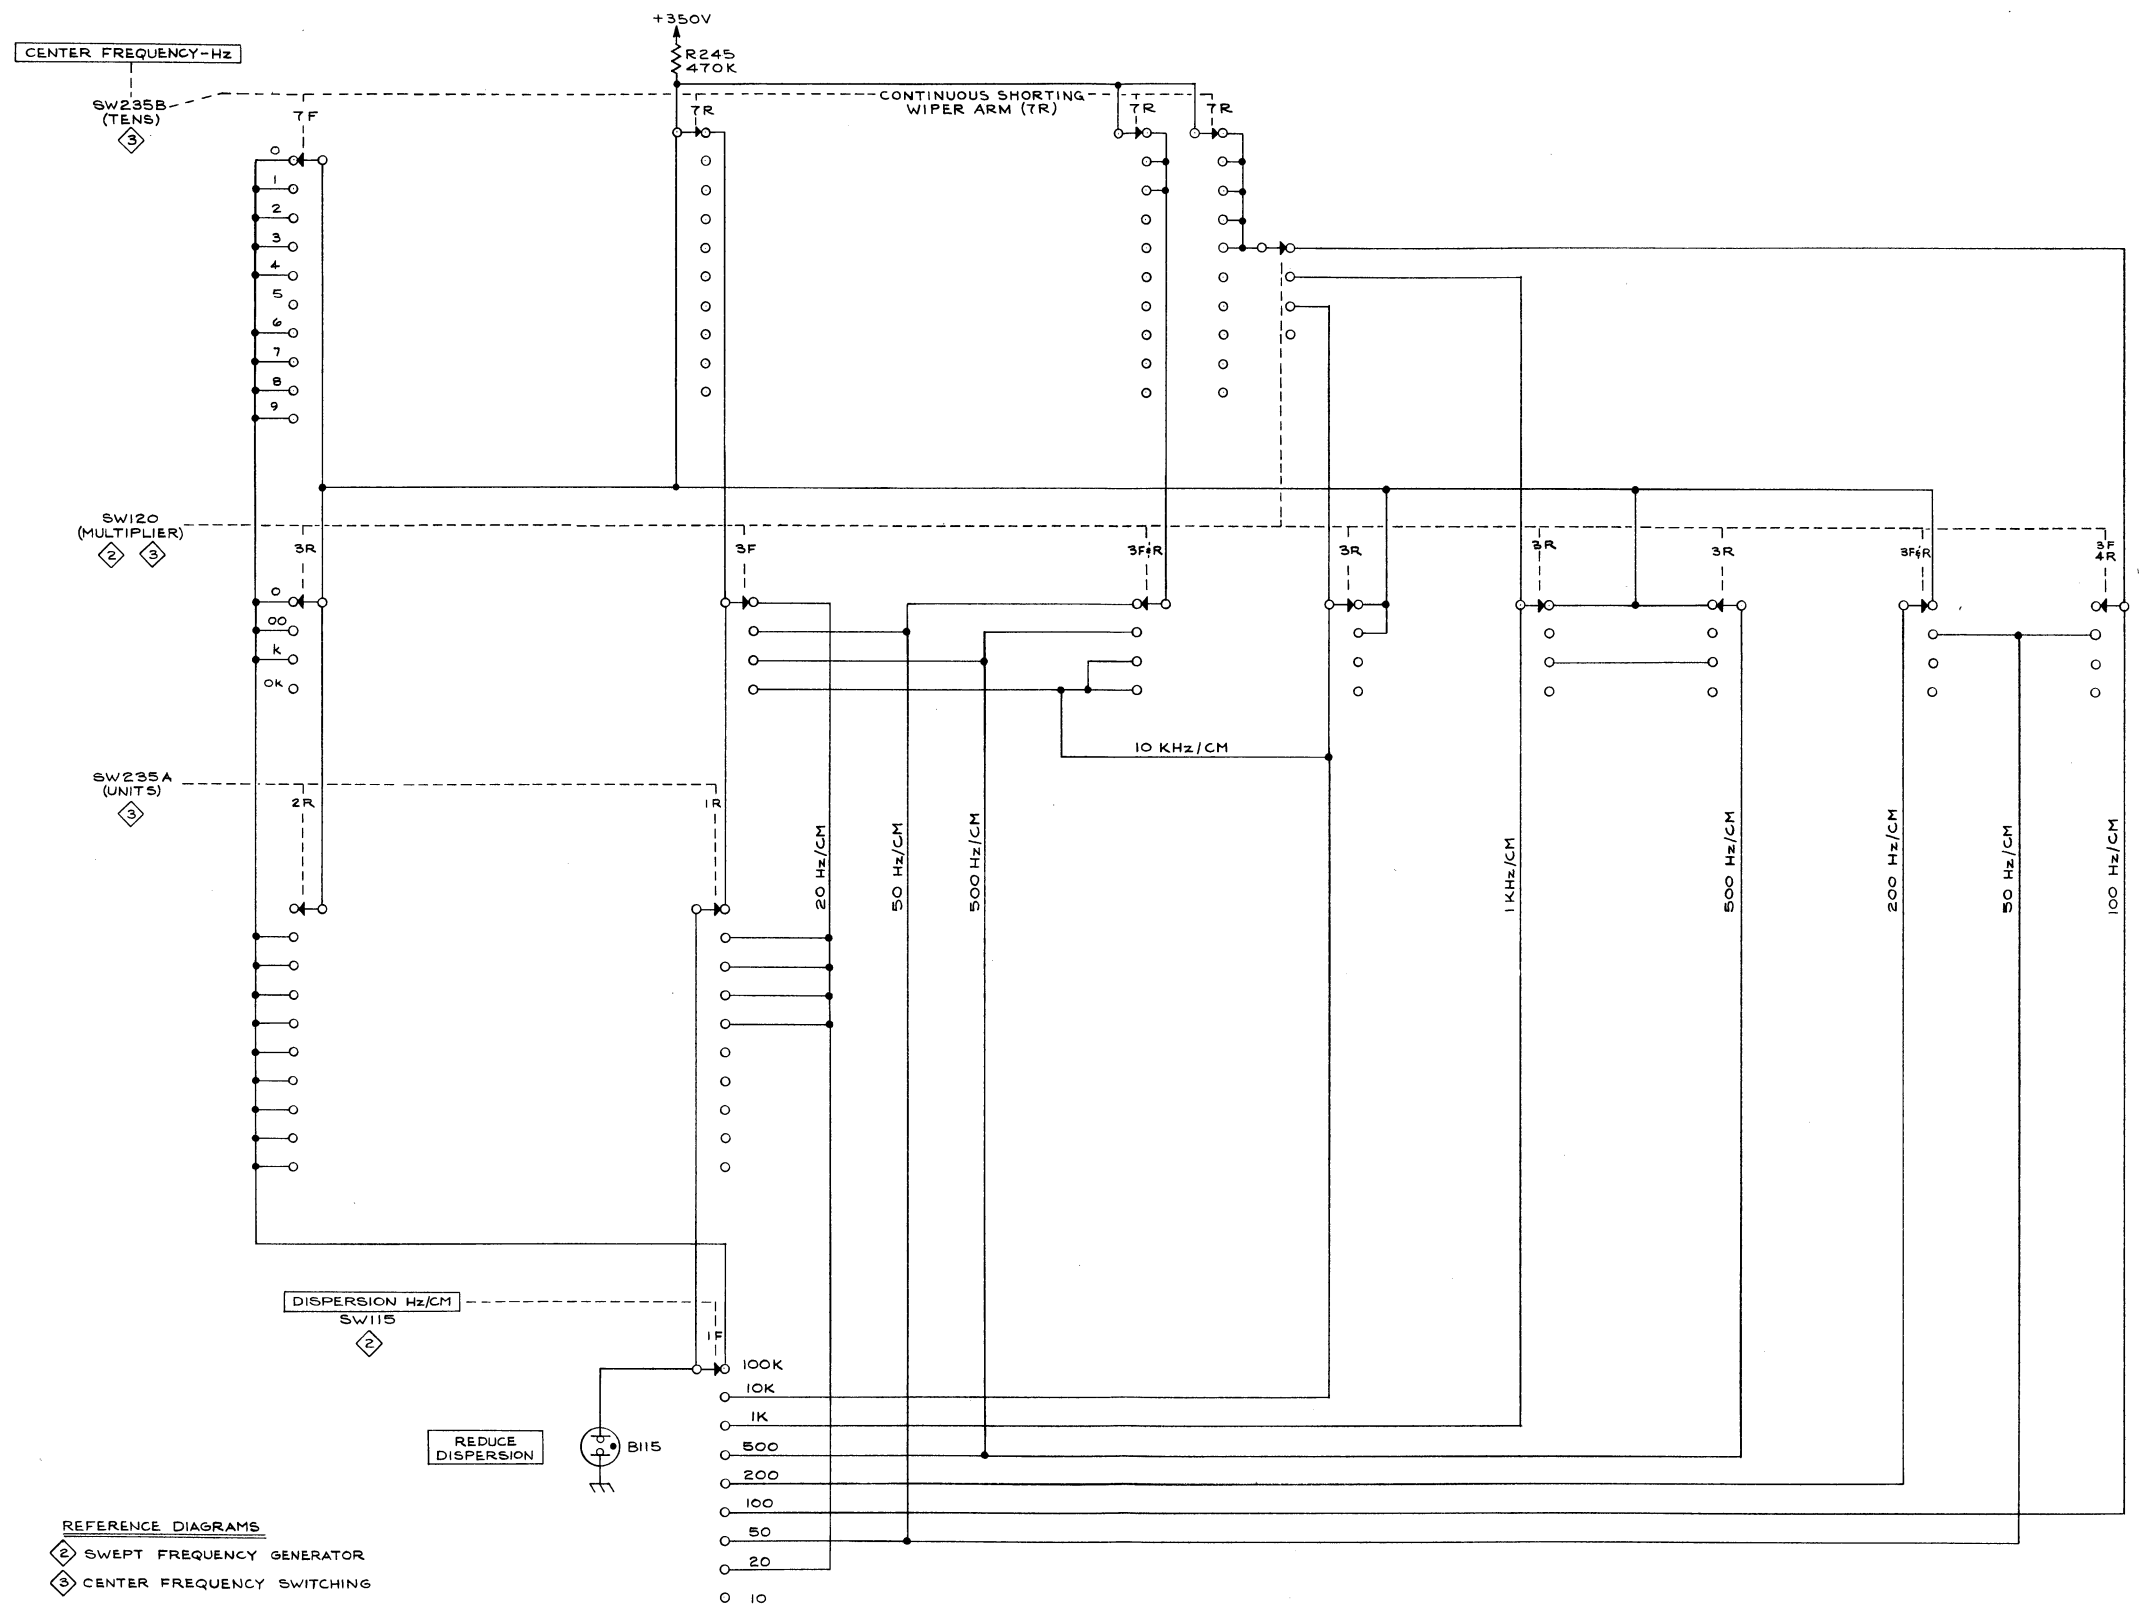 +350V
R245
470K
CENTER FREQUENCY-Hz
SW235B
(TENS)
3
7F
7R
CONTINUOUS SHORTING
WIPER ARM (7R)
7R
7R
0
1
2
3
4
5
6
7
8
9
SW120
(MULTIPLIER)
2
3
3R
3F
3F&R
3R
3R
3R
3F&R
3F
4R
0
00
K
0K
10 KHz/CM
SW235A
(UNITS)
3
2R
1R
20 Hz/CM
50 Hz/CM
500 Hz/CM
1 KHz/CM
500 Hz/CM
200 Hz/CM
50 Hz/CM
100 Hz/CM
DISPERSION Hz/CM
SW115
2
1F
100K
10K
1K
500
200
100
50
20
10
REDUCE
DISPERSION
B115
REFERENCE DIAGRAMS
2 SWEPT FREQUENCY GENERATOR
3 CENTER FREQUENCY SWITCHING